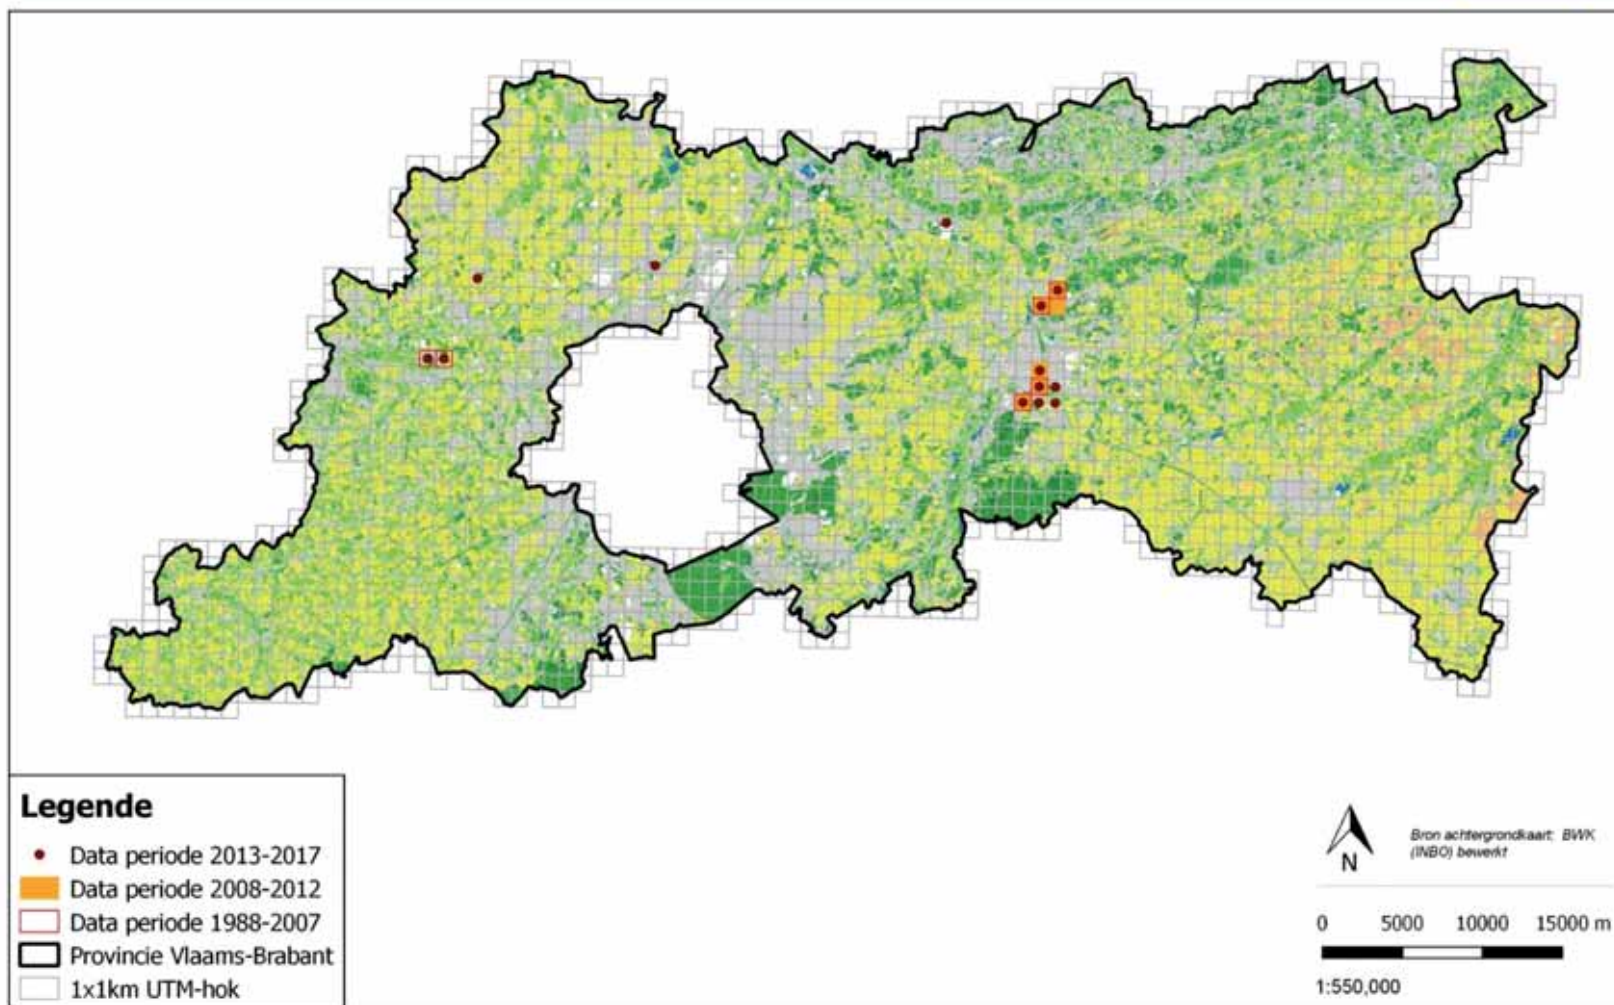 Legende
Data periode 2013-2017
Data periode 2008-2012
Data periode 1988-2007
Provincie Vlaams-Brabant
1x1km UTM-hok
N
Bron achtergrondkaart: BWK
(INBO) bewerkt
0 5000 10000 15000 m
1:550,000